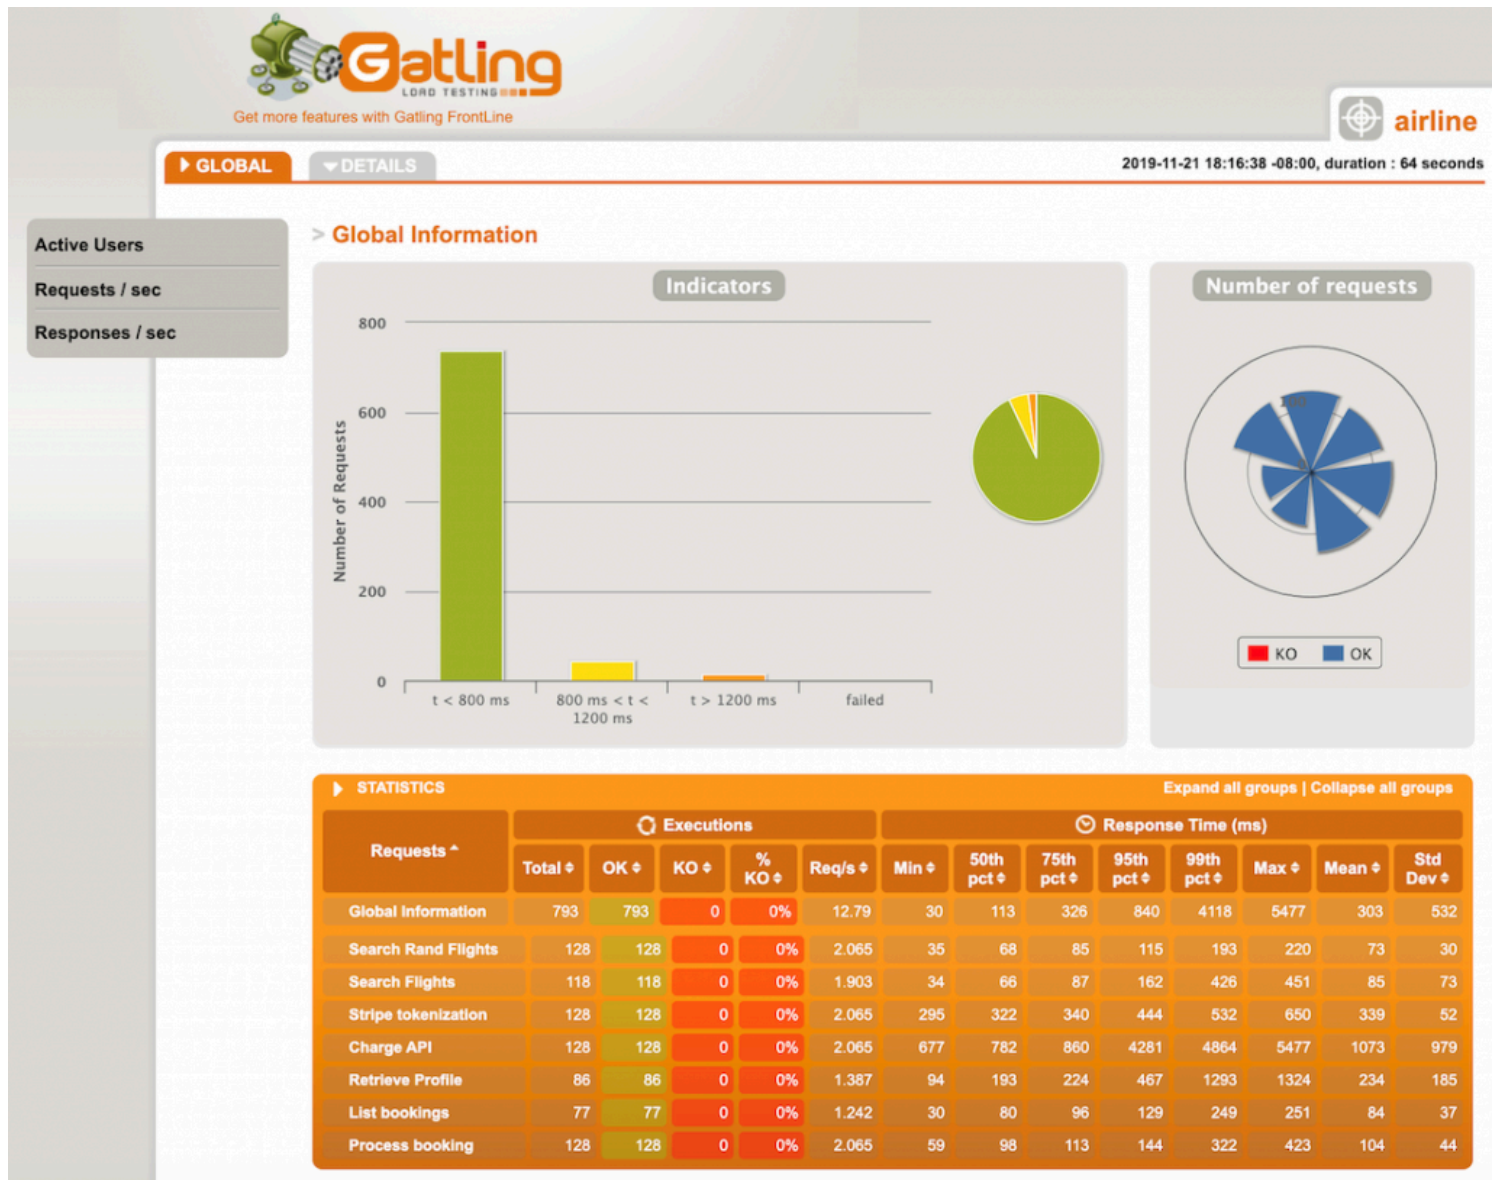 Gatling
LOAD TESTING
Get more features with Gatling FrontLine
airline
GLOBAL
DETAILS
2019-11-21 18:16:38 -08:00, duration : 64 seconds
Active Users
Requests / sec
Responses / sec
> Global Information
Indicators
Number of Requests
800
600
400
200
0
t < 800 ms
800 ms < t <
1200 ms
t > 1200 ms
failed
Number of requests
KO
OK
STATISTICS
Expand all groups | Collapse all groups
Requests
Executions
Response Time (ms)
Total OK KO % KO Req/s Min 50th pct 75th pct 95th pct 99th pct Max Mean Std Dev
Global Information 793 793 0 0% 12.79 30 113 326 840 4118 5477 303 532
Search Rand Flights 128 128 0 0% 2.065 35 68 85 115 193 220 73 30
Search Flights 118 118 0 0% 1.903 34 66 87 162 426 451 85 73
Stripe tokenization 128 128 0 0% 2.065 295 322 340 444 532 650 339 52
Charge API 128 128 0 0% 2.065 677 782 860 4281 4864 5477 1073 979
Retrieve Profile 86 86 0 0% 1.387 94 193 224 467 1293 1324 234 185
List bookings 77 77 0 0% 1.242 30 80 96 129 249 251 84 37
Process booking 128 128 0 0% 2.065 59 98 113 144 322 423 104 44